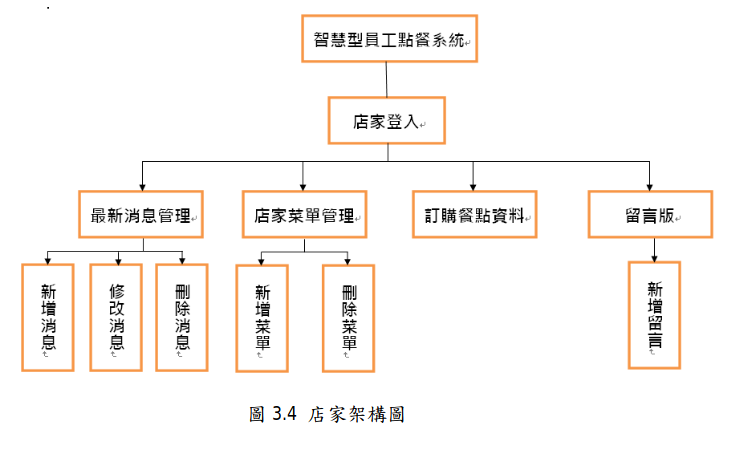 智慧型員工點餐系統
店家登入
最新消息管理
店家菜單管理
訂購餐點資料
留言版
新增消息
修改消息
刪除消息
新增菜單
刪除菜單
新增留言
圖 3.4 店家架構圖